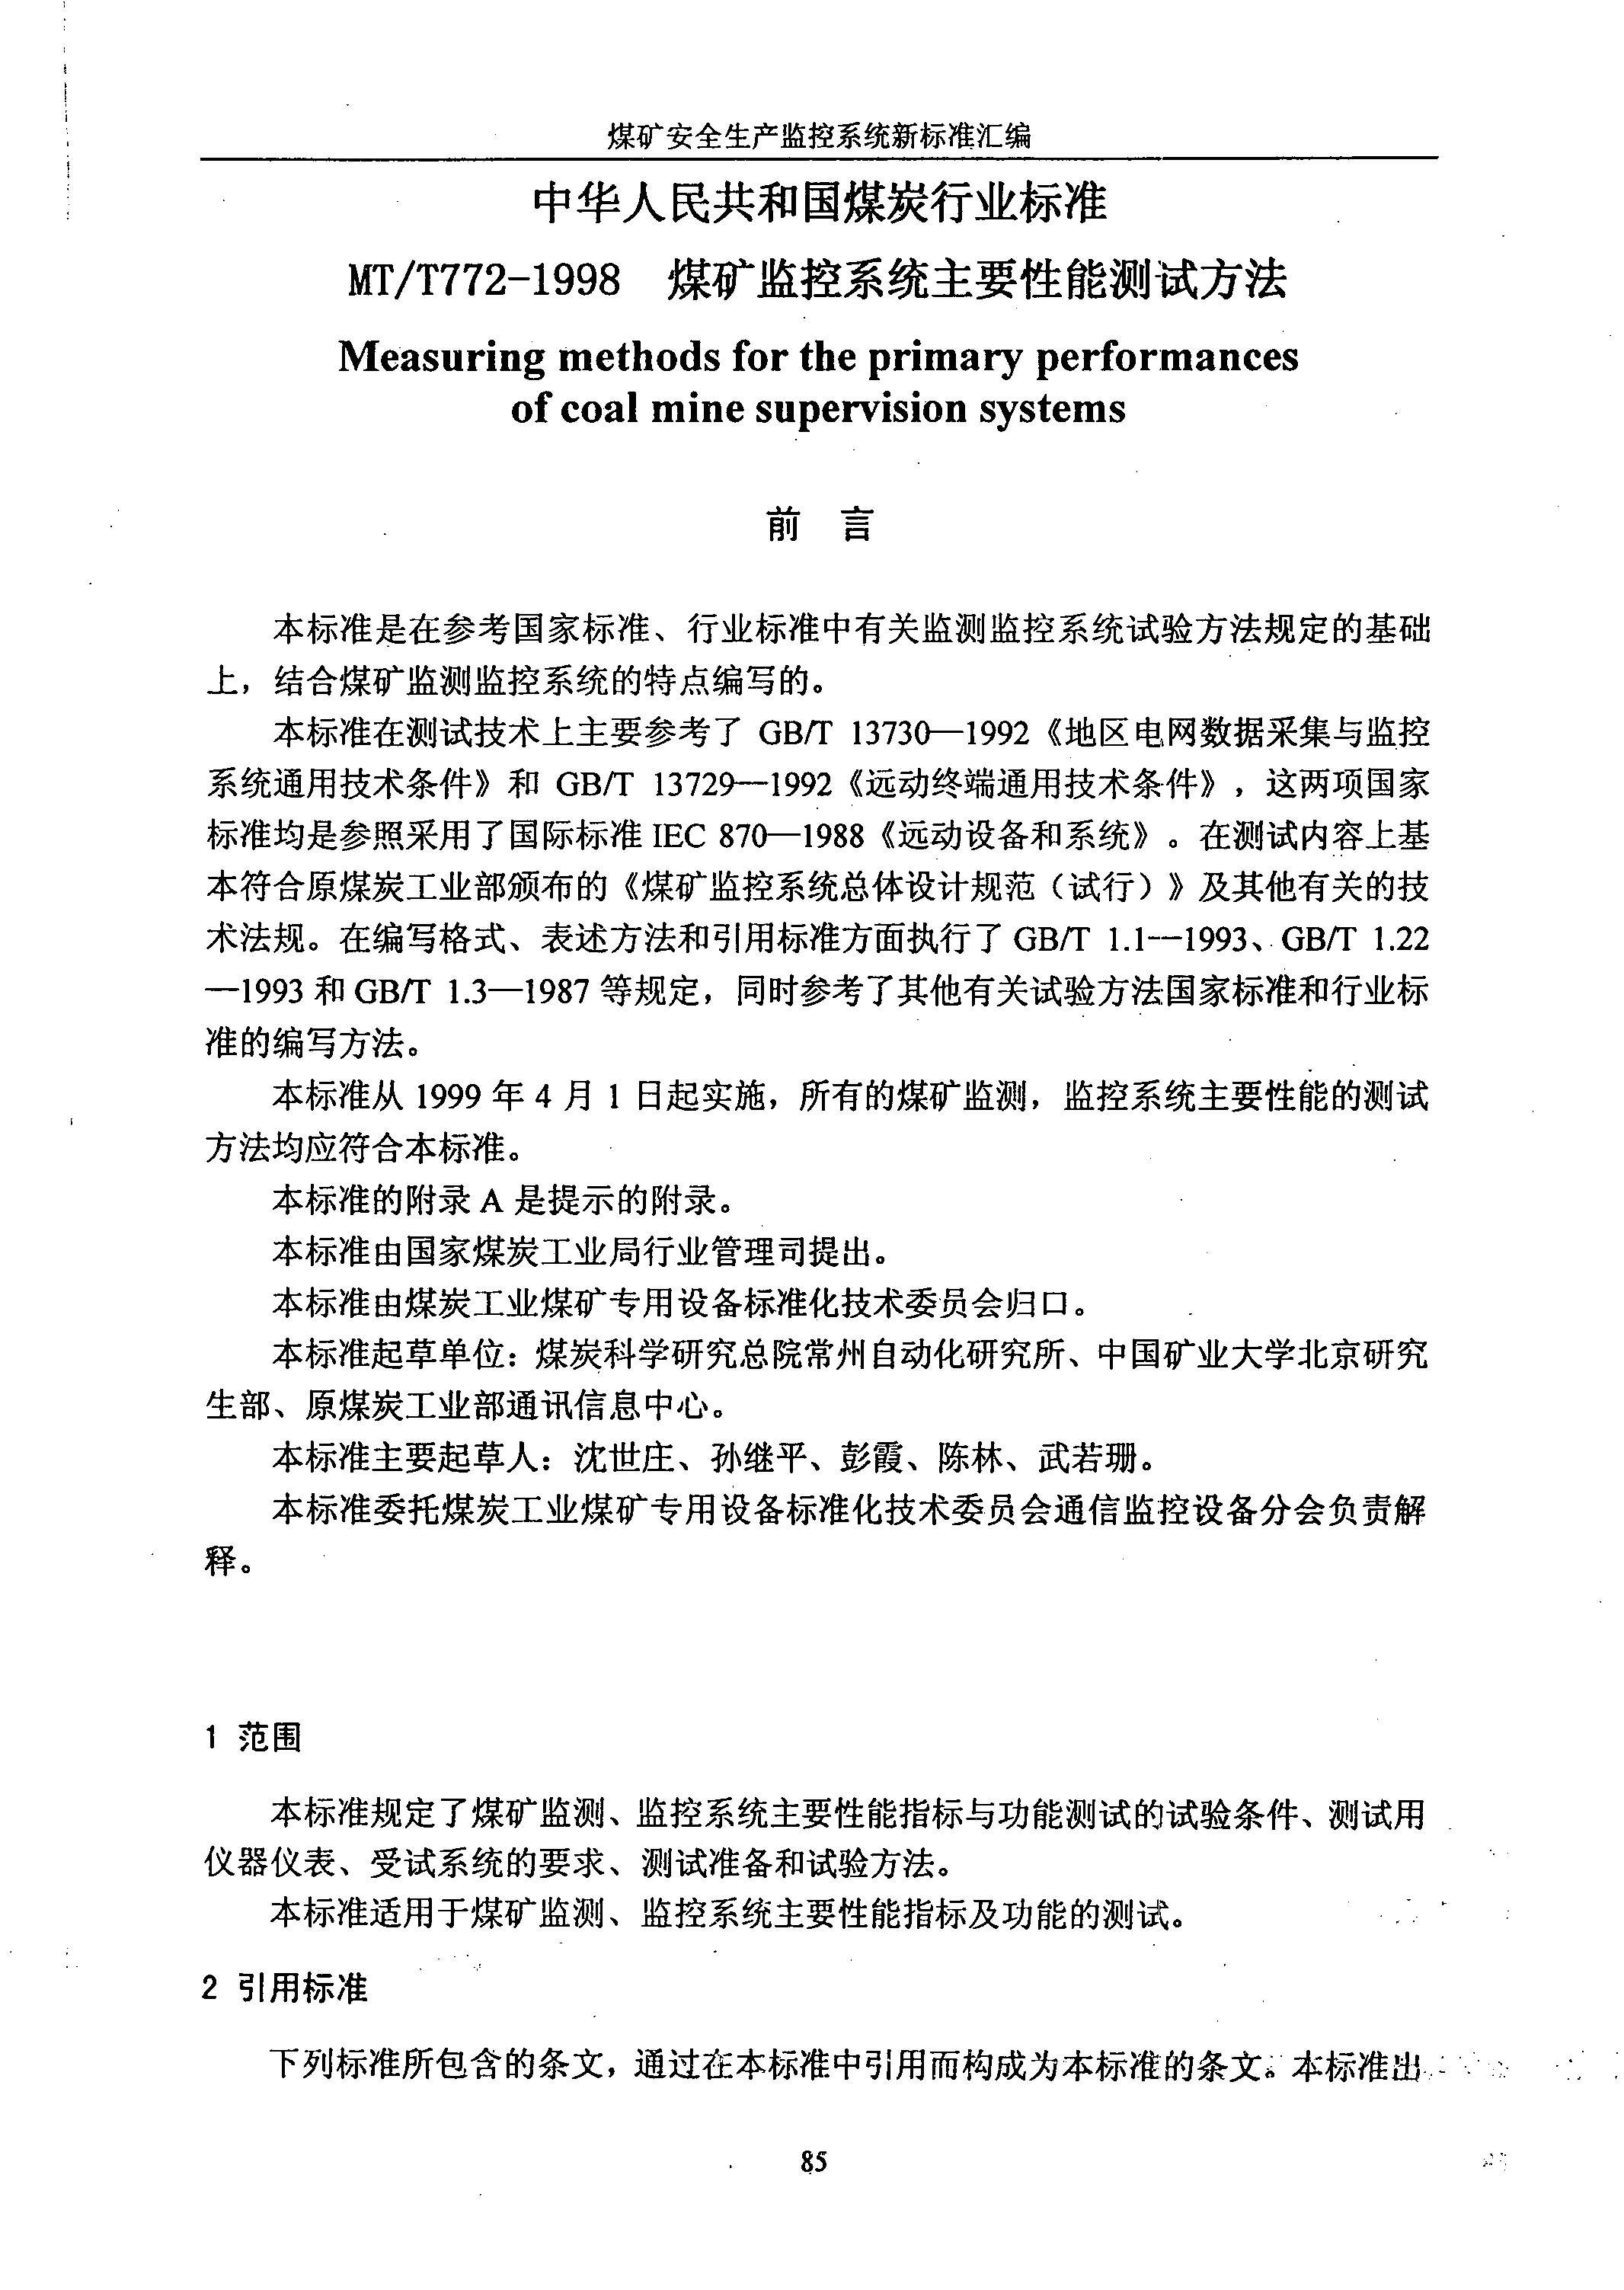 煤矿安全生产监控系统新标准汇编
中华人民共和国煤炭行业标准
MT/T772-1998 煤矿监控系统主要性能测试方法
Measuring methods for the primary performances
of coal mine supervision systems
前 言
本标准是在参考国家标准、行业标准中有关监测监控系统试验方法规定的基础
上，结合煤矿监测监控系统的特点编写的。
本标准在测试技术上主要参考了 GB/T 13730—1992《地区电网数据采集与监控
系统通用技术条件》和 GB/T 13729—1992《远动终端通用技术条件》，这两项国家
标准均是参照采用了国际标准 IEC 870—1988《远动设备和系统》。在测试内容上基
本符合原煤炭工业部颁布的《煤矿监控系统总体设计规范（试行）》及其他有关的技
术法规。在编写格式、表述方法和引用标准方面执行了 GB/T 1.1—1993、GB/T 1.22
—1993 和 GB/T 1.3—1987 等规定，同时参考了其他有关试验方法国家标准和行业标
准的编写方法。
本标准从 1999 年 4 月 1 日起实施，所有的煤矿监测，监控系统主要性能的测试
方法均应符合本标准。
本标准的附录 A 是提示的附录。
本标准由国家煤炭工业局行业管理司提出。
本标准由煤炭工业煤矿专用设备标准化技术委员会归口。
本标准起草单位：煤炭科学研究总院常州自动化研究所、中国矿业大学北京研究
生部、原煤炭工业部通讯信息中心。
本标准主要起草人：沈世庄、孙继平、彭霞、陈林、武若珊。
本标准委托煤炭工业煤矿专用设备标准化技术委员会通信监控设备分会负责解
释。
1 范围
本标准规定了煤矿监测、监控系统主要性能指标与功能测试的试验条件、测试用
仪器仪表、受试系统的要求、测试准备和试验方法。
本标准适用于煤矿监测、监控系统主要性能指标及功能的测试。
2 引用标准
下列标准所包含的条文，通过在本标准中引用而构成为本标准的条文。本标准出
85